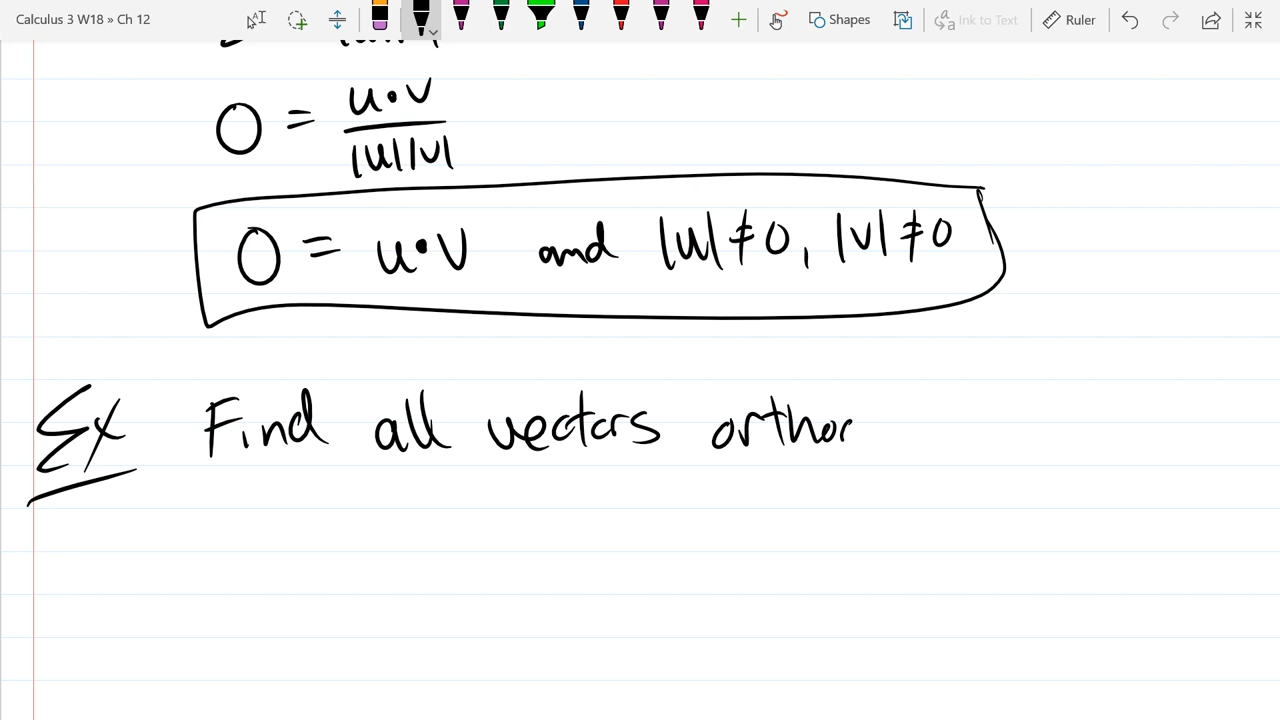 Calculus 3 W18 » Ch 12
Shapes
Ink to Text
Ruler
0 = u•v / |u||v|
0 = u•v and |u| ≠ 0, |v| ≠ 0
Ex Find all vectors orthor